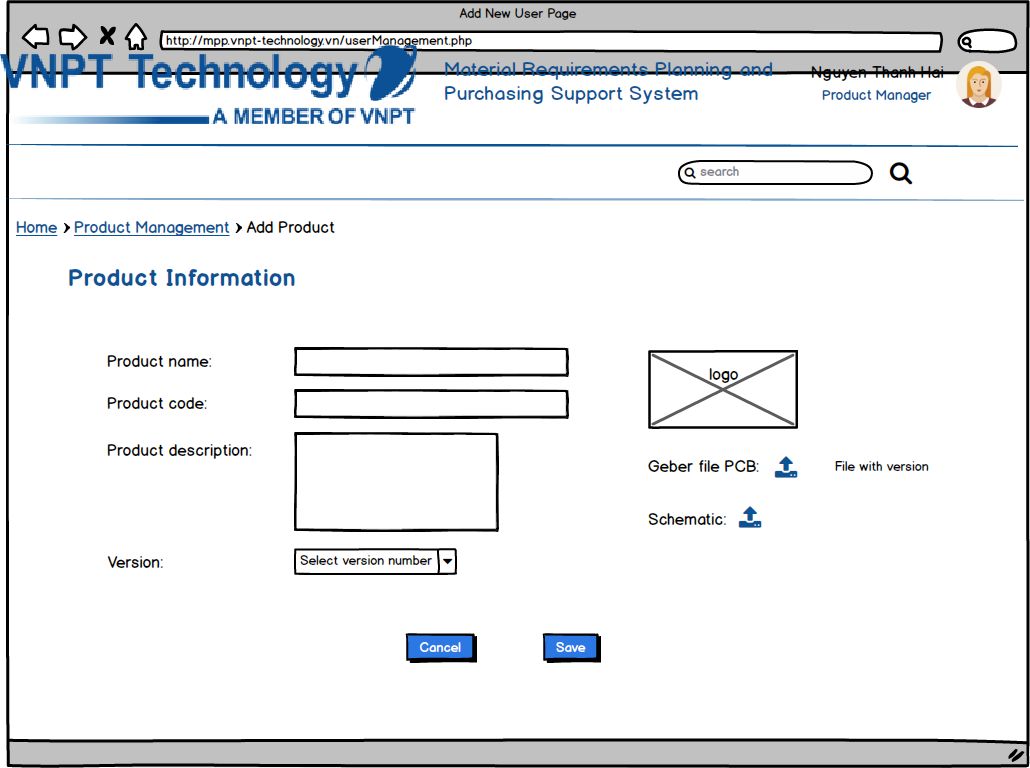 Add New User Page
http://mpp.vnpt-technology.vn/userManagement.php
VNPT Technology
A MEMBER OF VNPT
Material Requirements Planning and
Purchasing Support System
Nguyen Thanh Hai
Product Manager
search
Home Product Management Add Product
Product Information
Product name:
logo
Product code:
Product description:
Geber file PCB: File with version
Schematic:
Version: Select version number
Cancel Save